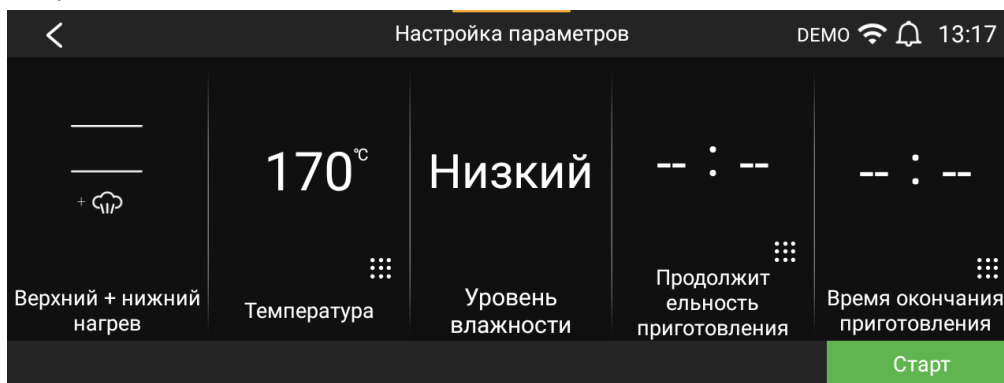 Настройка параметров
DEMO 13:17
170°C
Низкий
-- : --
-- : --
+
Верхний + нижний
нагрев
Температура
Уровень
влажности
Продолжит
ельность
приготовления
Время окончания
приготовления
Старт